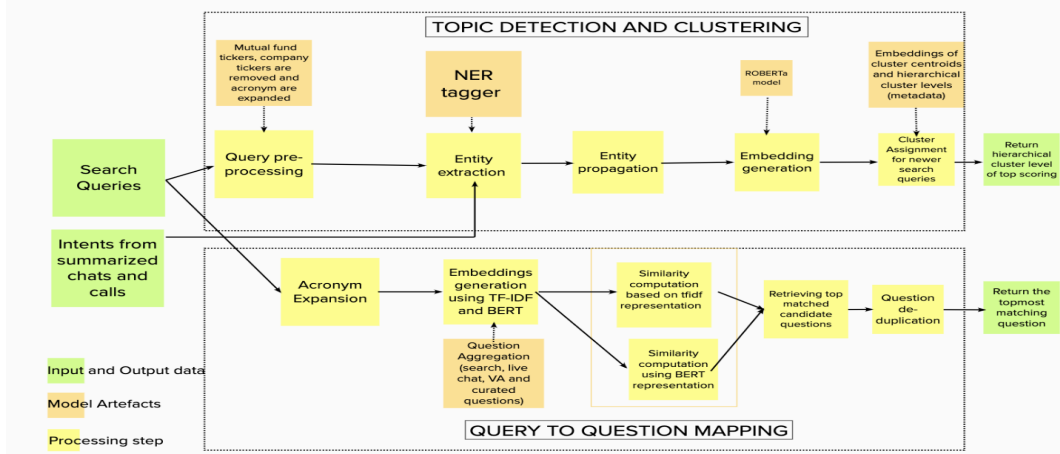 TOPIC DETECTION AND CLUSTERING
Mutual fund
tickers, company
tickers are
removed and
acronym are
expanded
NER
tagger
ROBERTa
model
Embeddings of
cluster centroids
and hierarchical
cluster levels
(metadata)
Search
Queries
Query pre-
processing
Entity
extraction
Entity
propagation
Embedding
generation
Cluster
Assignment
for newer
search
queries
Return
hierarchical
cluster level
of top scoring
Intents from
summarized
chats and
calls
Acronym
Expansion
Embeddings
generation
using TF-IDF
and BERT
Similarity
computation
based on tfidf
representation
Retrieving top
matched
candidate
questions
Question
de-
duplication
Return the
topmost
matching
question
Question
Aggregation
(search, live
chat, VA and
curated
questions)
Similarity
computation
using BERT
representation
Input and Output data
Model Artefacts
Processing step
QUERY TO QUESTION MAPPING